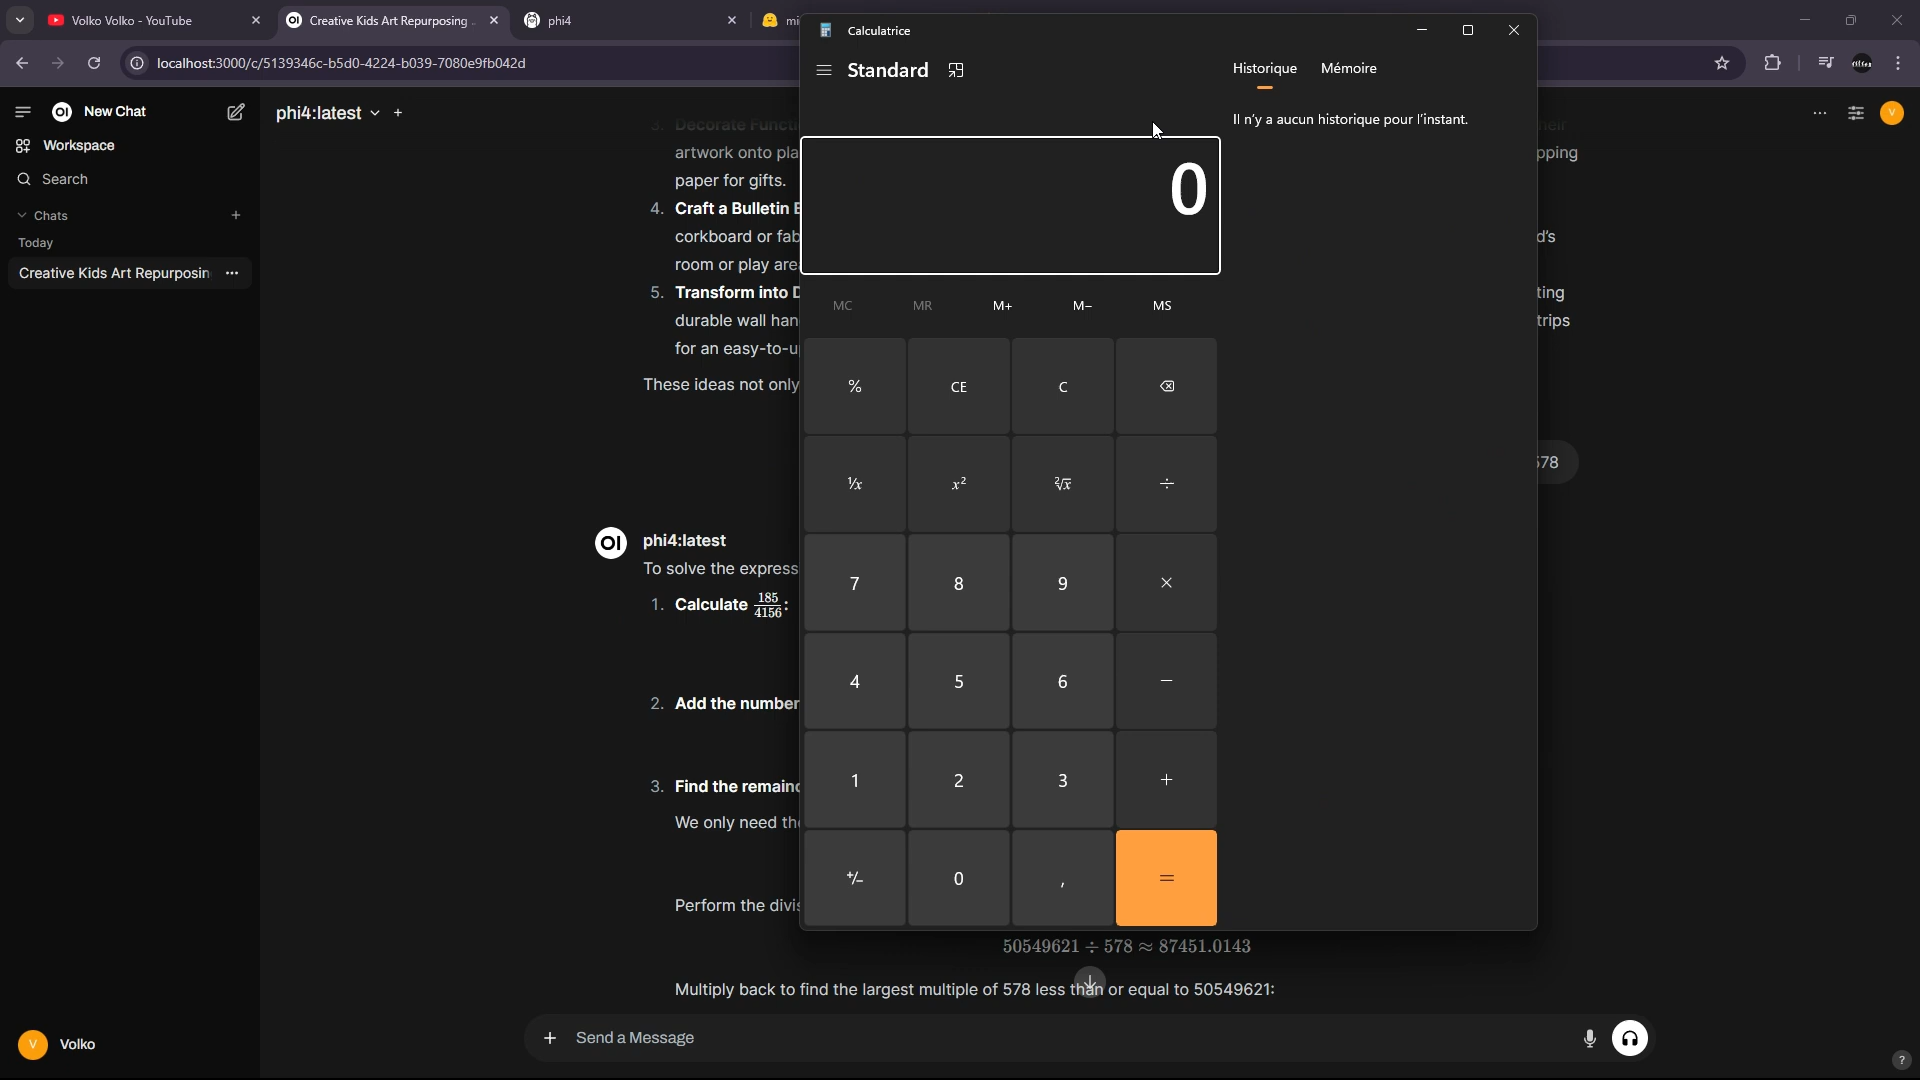 Volko Volko - YouTube
Creative Kids Art Repurposing
phi4
mi
localhost:3000/c/5139346c-b5d0-4224-b039-7080e9fb042d
New Chat
Workspace
Search
Chats
Today
Creative Kids Art Repurposin
V
Volko
phi4:latest
V
3. Decorate Functi
artwork onto pla
pping
paper for gifts.
4. Craft a Bulletin B
corkboard or fab
d's
room or play are
5. Transform into D
ting
durable wall han
trips
for an easy-to-u
These ideas not only
578
OI
phi4:latest
To solve the express
1. Calculate 185/4156:
2. Add the number
3. Find the remaind
We only need the
Perform the divis
50549621 ÷ 578 ≈ 87451.0143
Multiply back to find the largest multiple of 578 less than or equal to 50549621:
Send a Message
?
Calculatrice
Standard
Historique Mémoire
Il n'y a aucun historique pour l'instant.
0
MC MR M+ M- MS
% CE C
⅟x x² ²√x ÷
7 8 9 ×
4 5 6 −
1 2 3 +
+/- 0 , =